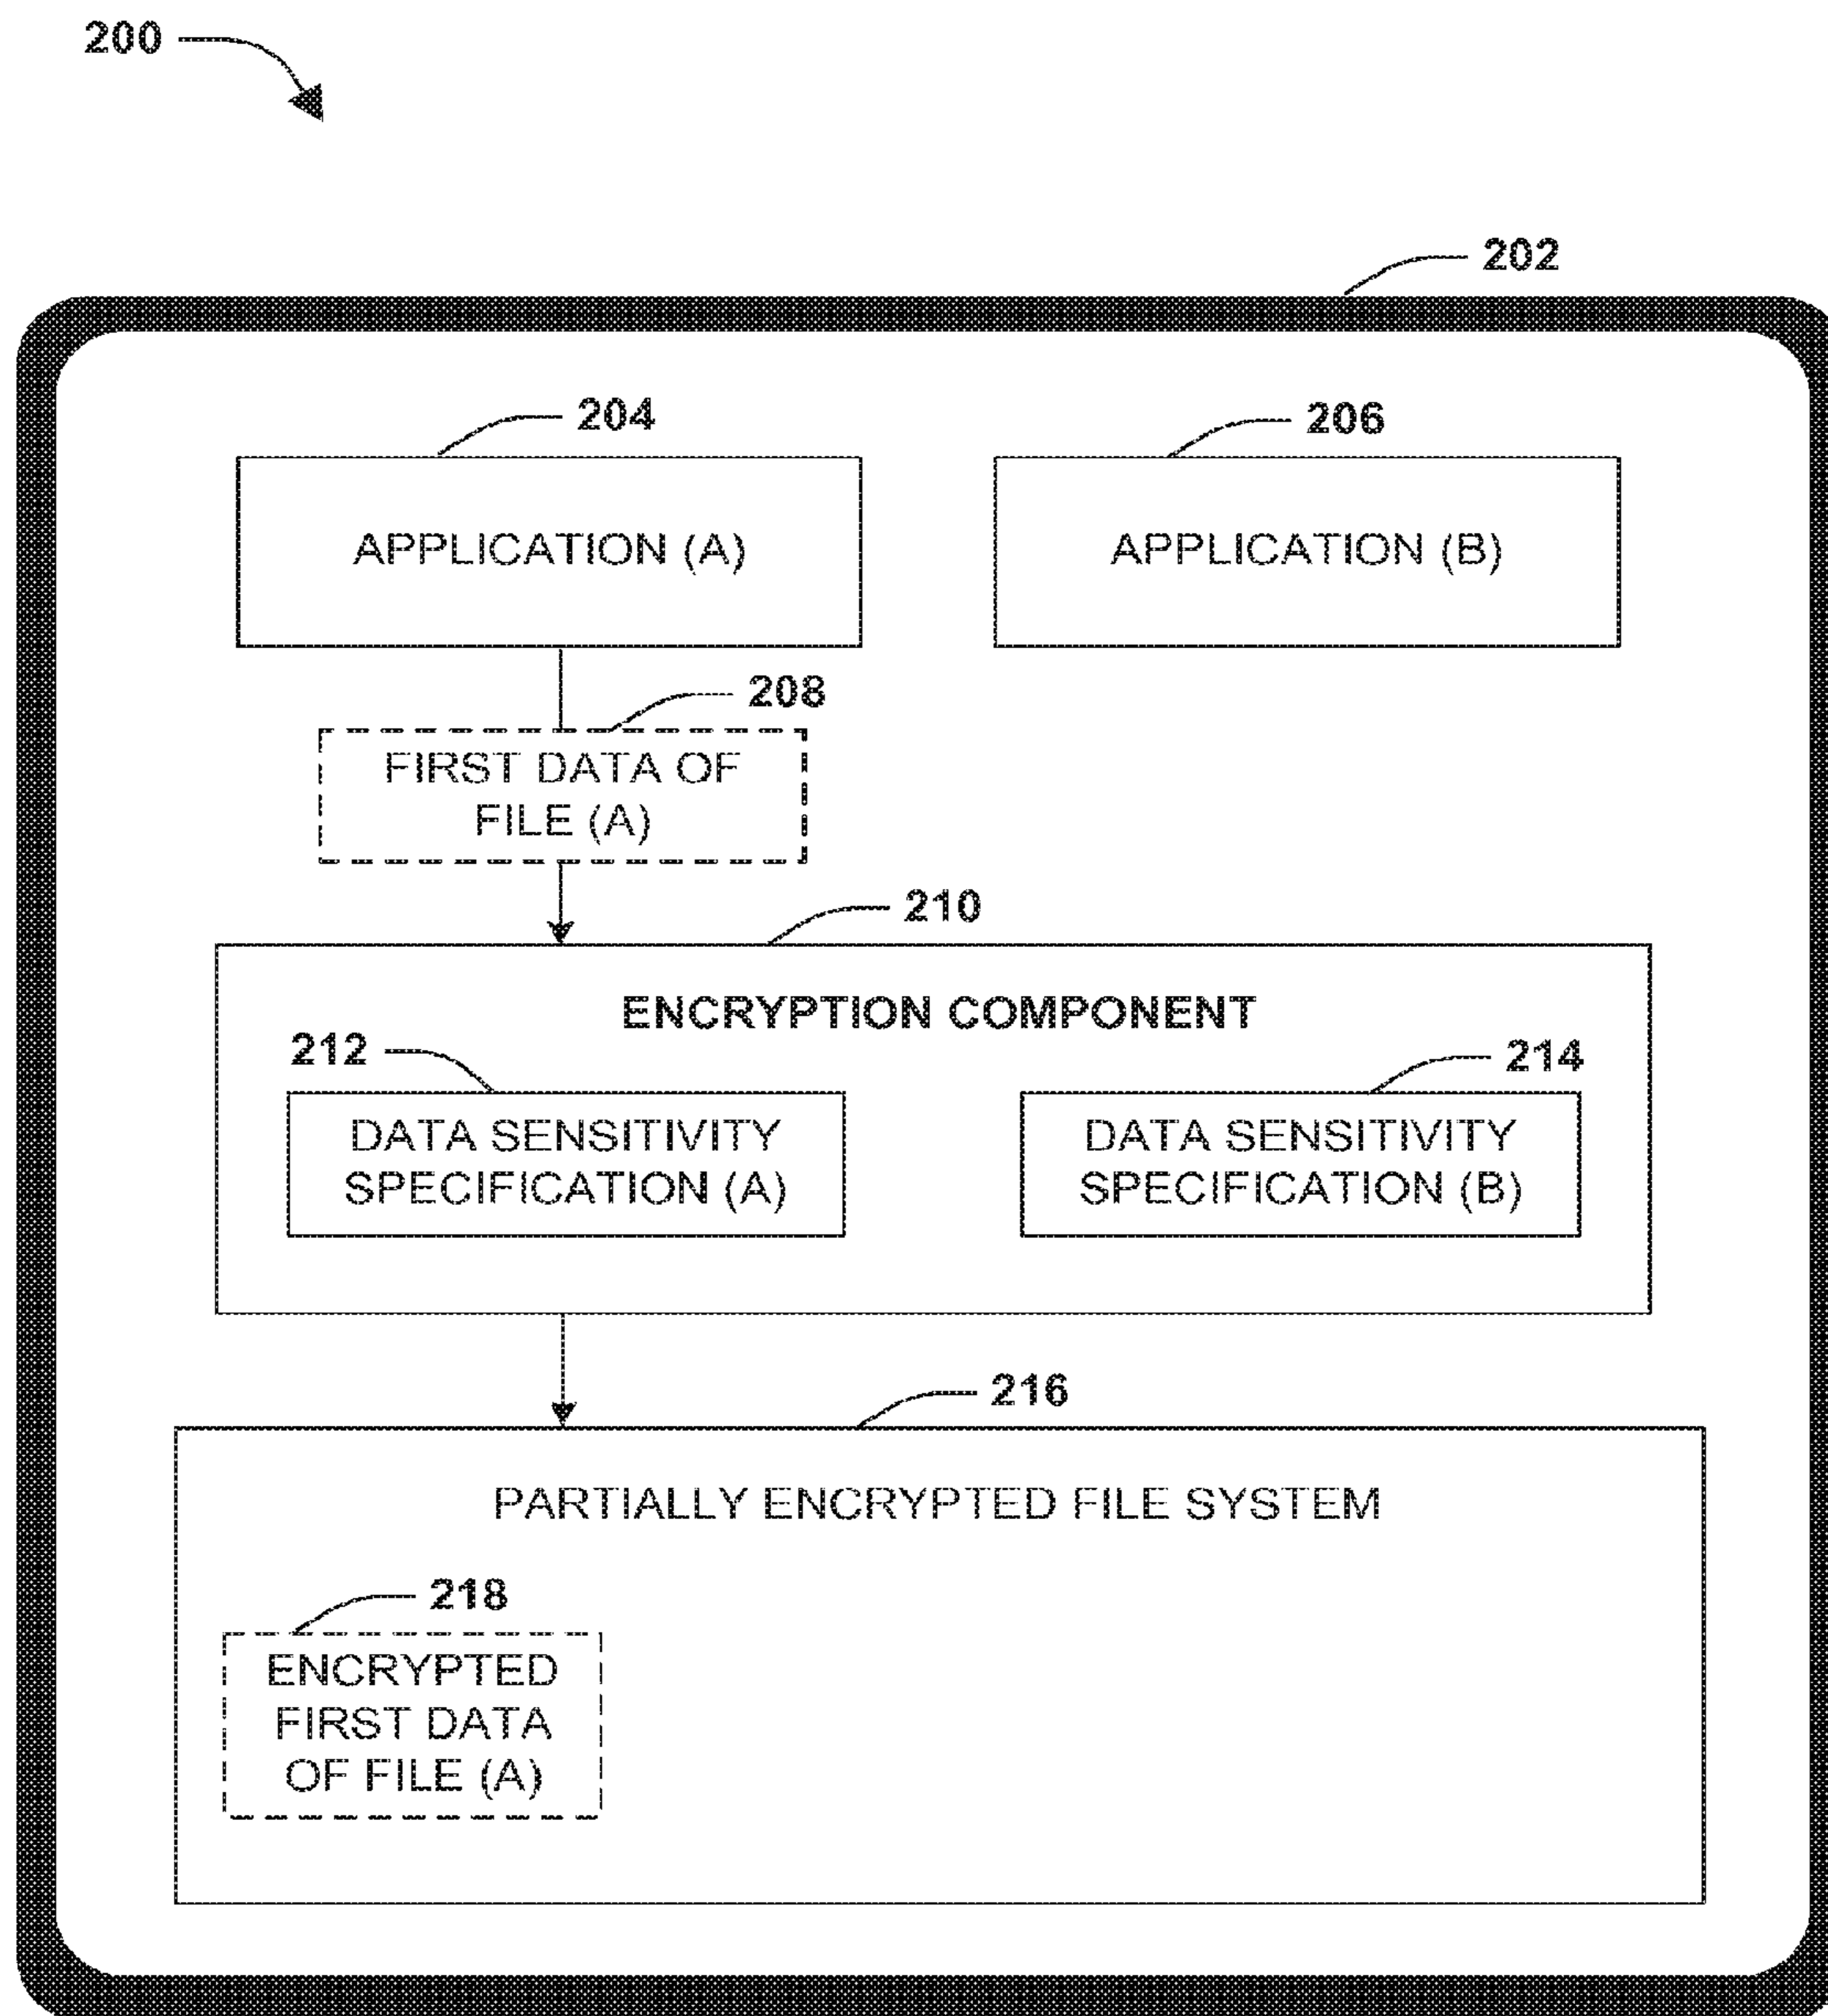 200
202
204
206
APPLICATION (A)
APPLICATION (B)
208
FIRST DATA OF
FILE (A)
210
ENCRYPTION COMPONENT
212
214
DATA SENSITIVITY
SPECIFICATION (A)
DATA SENSITIVITY
SPECIFICATION (B)
216
PARTIALLY ENCRYPTED FILE SYSTEM
218
ENCRYPTED
FIRST DATA
OF FILE (A)